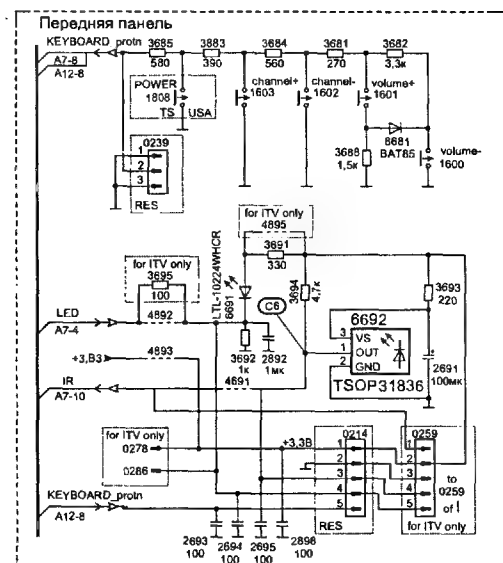 Передняя панель
KEYBOARD_protn
A7-8
A12-8
3685
580
3883
390
3684
560
3681
270
3682
3,3к
POWER
1808
TS
USA
channel+
1603
channel-
1602
volume+
1601
8681
BAT85
3688
1,5к
volume-
1600
0239
1
2
3
RES
for ITV only
4895
3691
330
for ITV only
3695
100
4892
LTL-10224WHCR
6691
3694
4,7к
C6
3693
220
6692
3
VS
1
OUT
2
GND
TSOP31836
LED
A7-4
3692
1к
2892
1мк
2691
100мк
+3,В3
4893
4691
IR
A7-10
for ITV only
0278
0286
+3,3В
0214
1
2
3
4
5
RES
0259
1
2
3
4
5
to
0259
of I
for ITV only
KEYBOARD_protn
A12-8
2693
100
2694
100
2695
100
2898
100